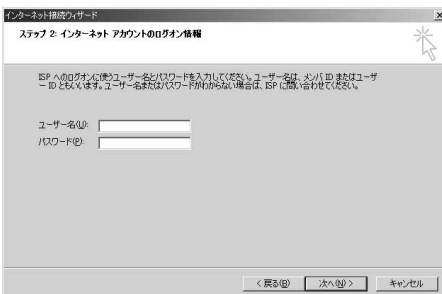 インターネット接続ウィザード
ステップ 2: インターネット アカウントのログオン情報
ISP へのログオンに使うユーザー名とパスワードを入力してください。ユーザー名は、メンバ ID またはユーザ
ー ID ともいいます。ユーザー名またはパスワードがわからない場合は、ISP に問い合わせてください。
ユーザー名(U):
パスワード(P):
< 戻る(B)
次へ(N) >
キャンセル